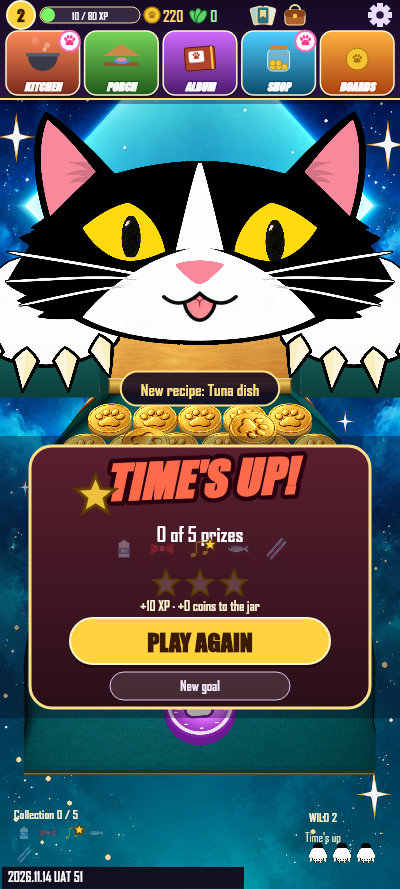 2
10 / 80 XP
220
0
KITCHEN
PORCH
ALBUM
SHOP
BOARDS
New recipe: Tuna dish
TIME'S UP!
0 of 5 prizes
+10 XP · +0 coins to the jar
PLAY AGAIN
New goal
Collection 0 / 5
WILD 2
Time's up
2026.11.14 UAT 51